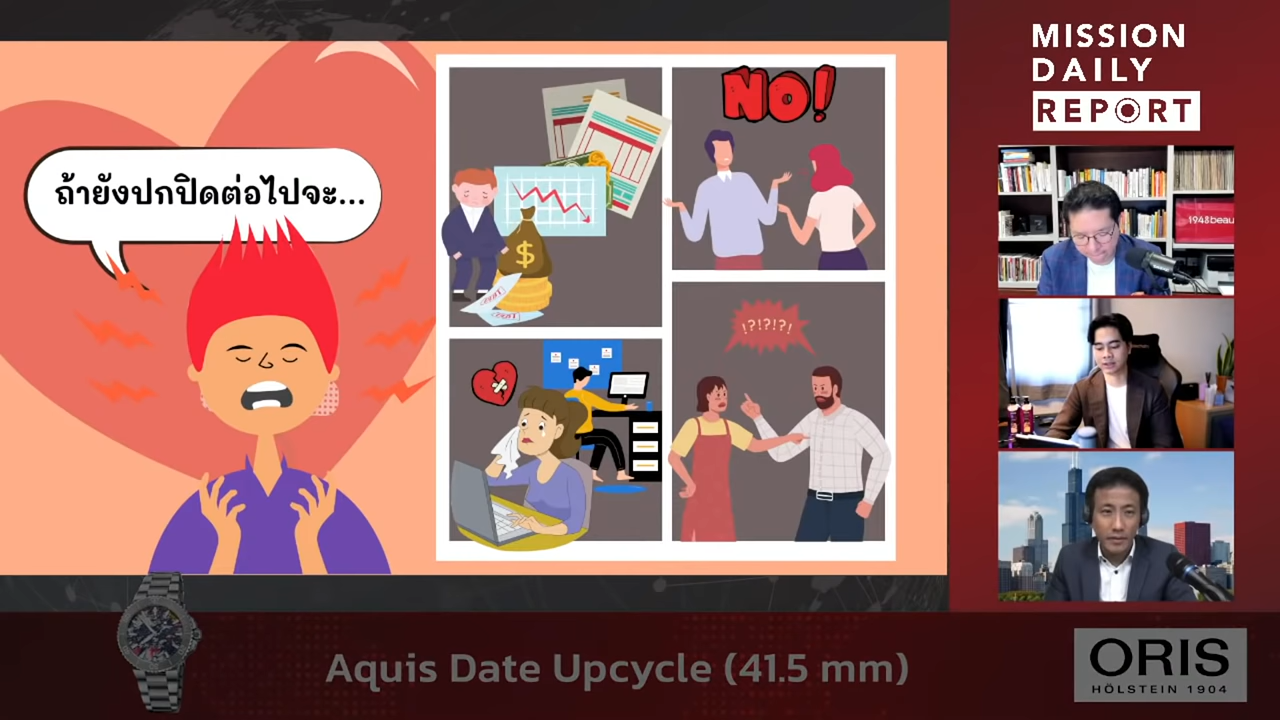 MISSION
DAILY
REPORT
ถ้ายังปกปิดต่อไปจะ...
NO!
$
!?!?!?!
1948beau
Aquis Date Upcycle (41.5 mm)
ORIS
HÖLSTEIN 1904